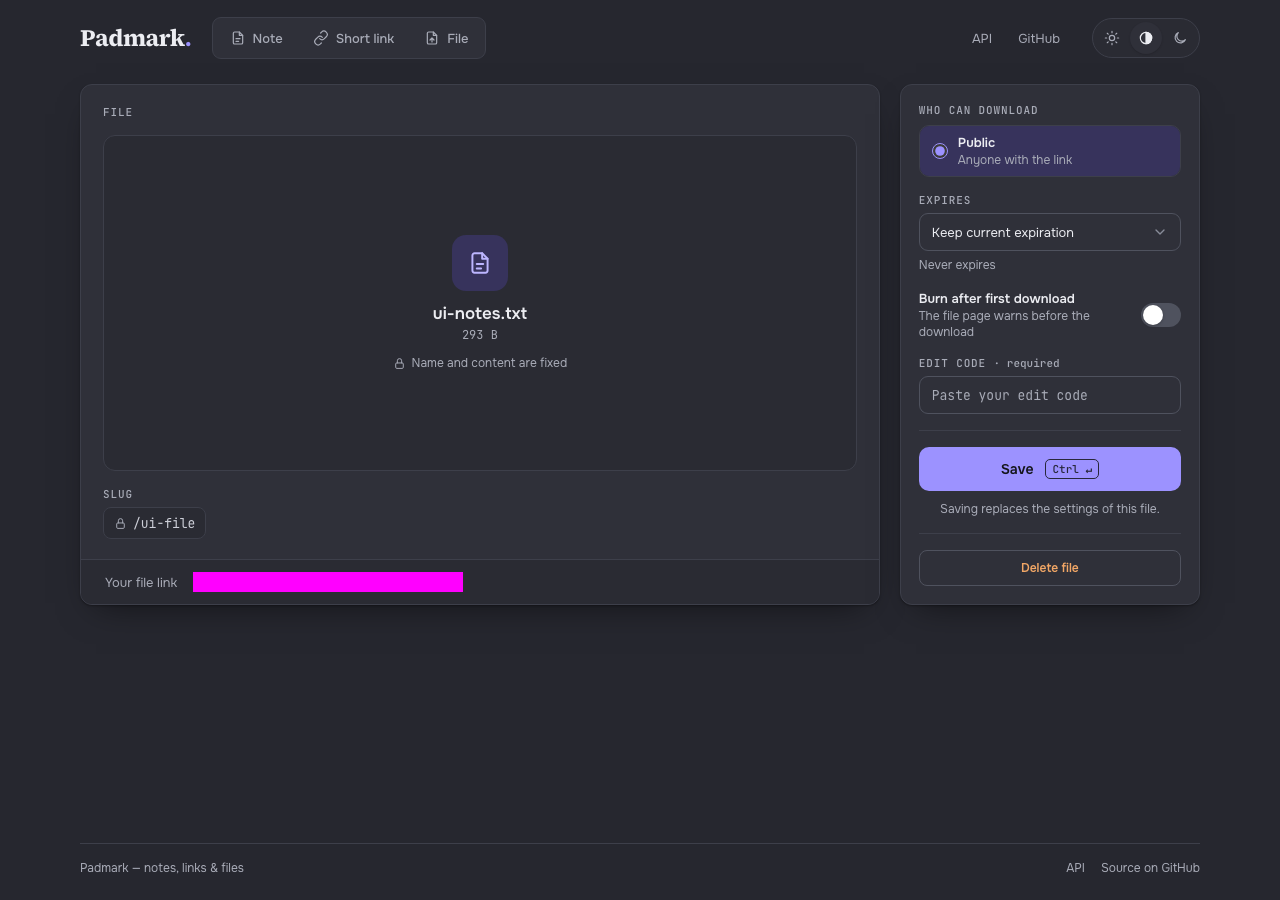 Padmark.
Note
Short link
File
API
GitHub
FILE
ui-notes.txt
293 B
Name and content are fixed
SLUG
/ui-file
Your file link
WHO CAN DOWNLOAD
Public
Anyone with the link
EXPIRES
Keep current expiration
Never expires
Burn after first download
The file page warns before the
download
EDIT CODE · required
Paste your edit code
Save Ctrl ↵
Saving replaces the settings of this file.
Delete file
Padmark — notes, links & files
API
Source on GitHub